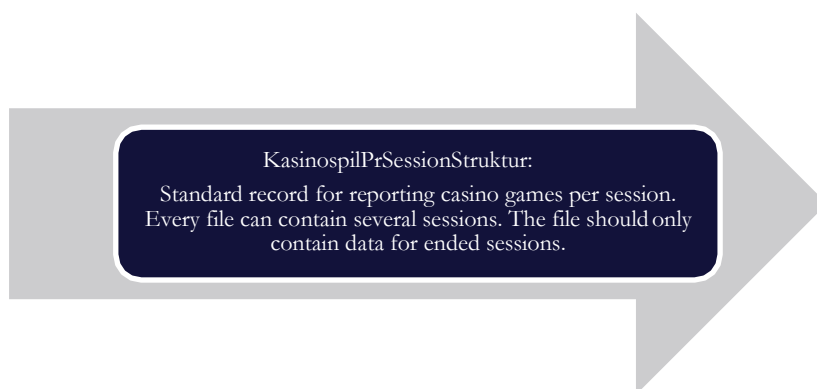 KasinospilPrSessionStruktur:
Standard record for reporting casino games per session.
Every file can contain several sessions. The file should only
contain data for ended sessions.